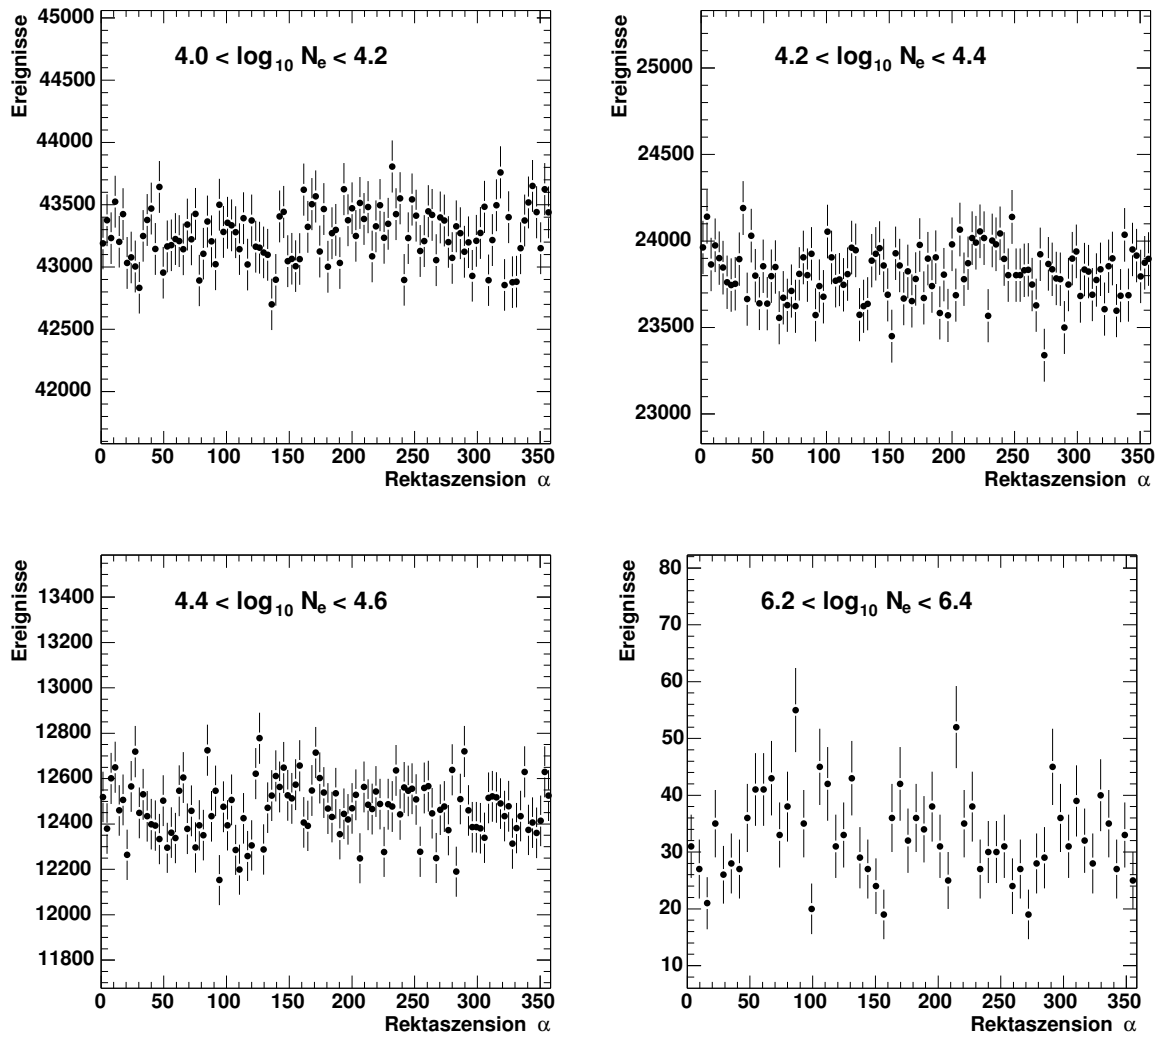 Ereignisse
4.0 < log10 Ne < 4.2
45000
44500
44000
43500
43000
42500
42000
0 50 100 150 200 250 300 350
Rektaszension α
Ereignisse
4.2 < log10 Ne < 4.4
25000
24500
24000
23500
23000
0 50 100 150 200 250 300 350
Rektaszension α
Ereignisse
4.4 < log10 Ne < 4.6
13400
13200
13000
12800
12600
12400
12200
12000
11800
0 50 100 150 200 250 300 350
Rektaszension α
Ereignisse
6.2 < log10 Ne < 6.4
80
70
60
50
40
30
20
10
0 50 100 150 200 250 300 350
Rektaszension α